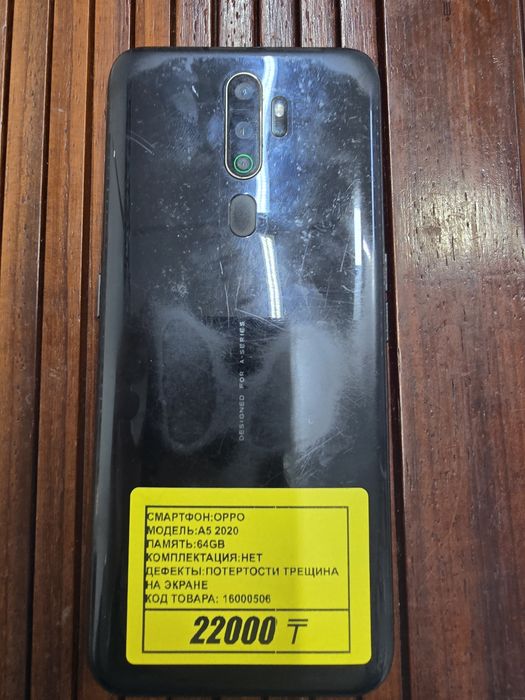 DESIGNED FOR A-SERIES
СМАРТФОН:OPPO
МОДЕЛЬ:A5 2020
ПАМЯТЬ:64GB
КОМПЛЕКТАЦИЯ:НЕТ
ДЕФЕКТЫ:ПОТЕРТОСТИ ТРЕЩИНА
НА ЭКРАНЕ
КОД ТОВАРА: 16000506
22000 ₸